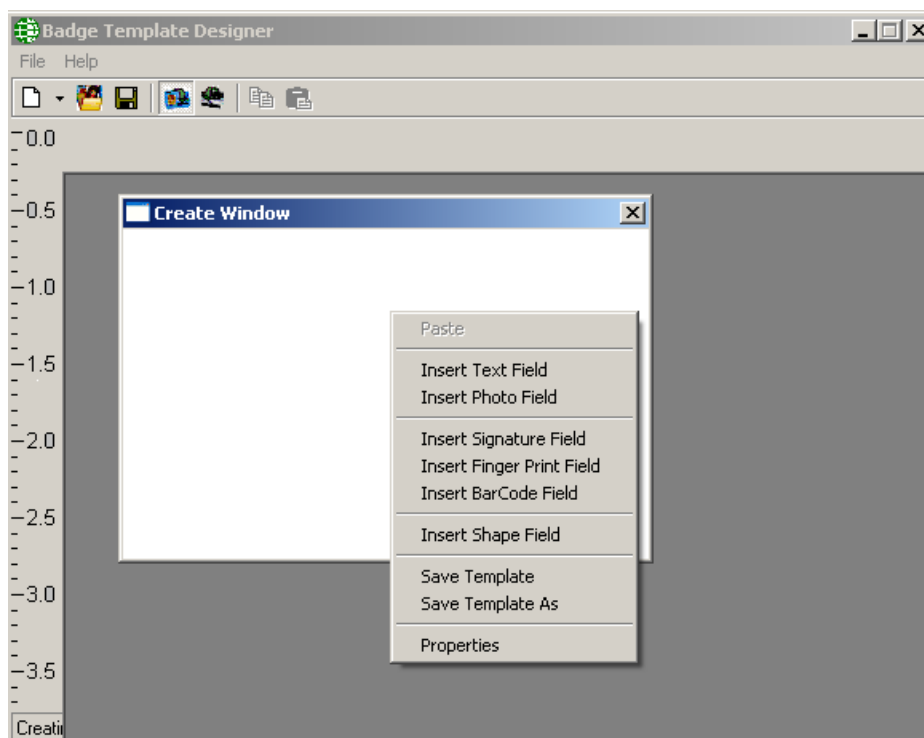 Badge Template Designer
File Help
0.0
0.5
Create Window
1.0
Paste
1.5
Insert Text Field
Insert Photo Field
2.0
Insert Signature Field
Insert Finger Print Field
Insert BarCode Field
2.5
Insert Shape Field
Save Template
3.0
Save Template As
Properties
3.5
Creati